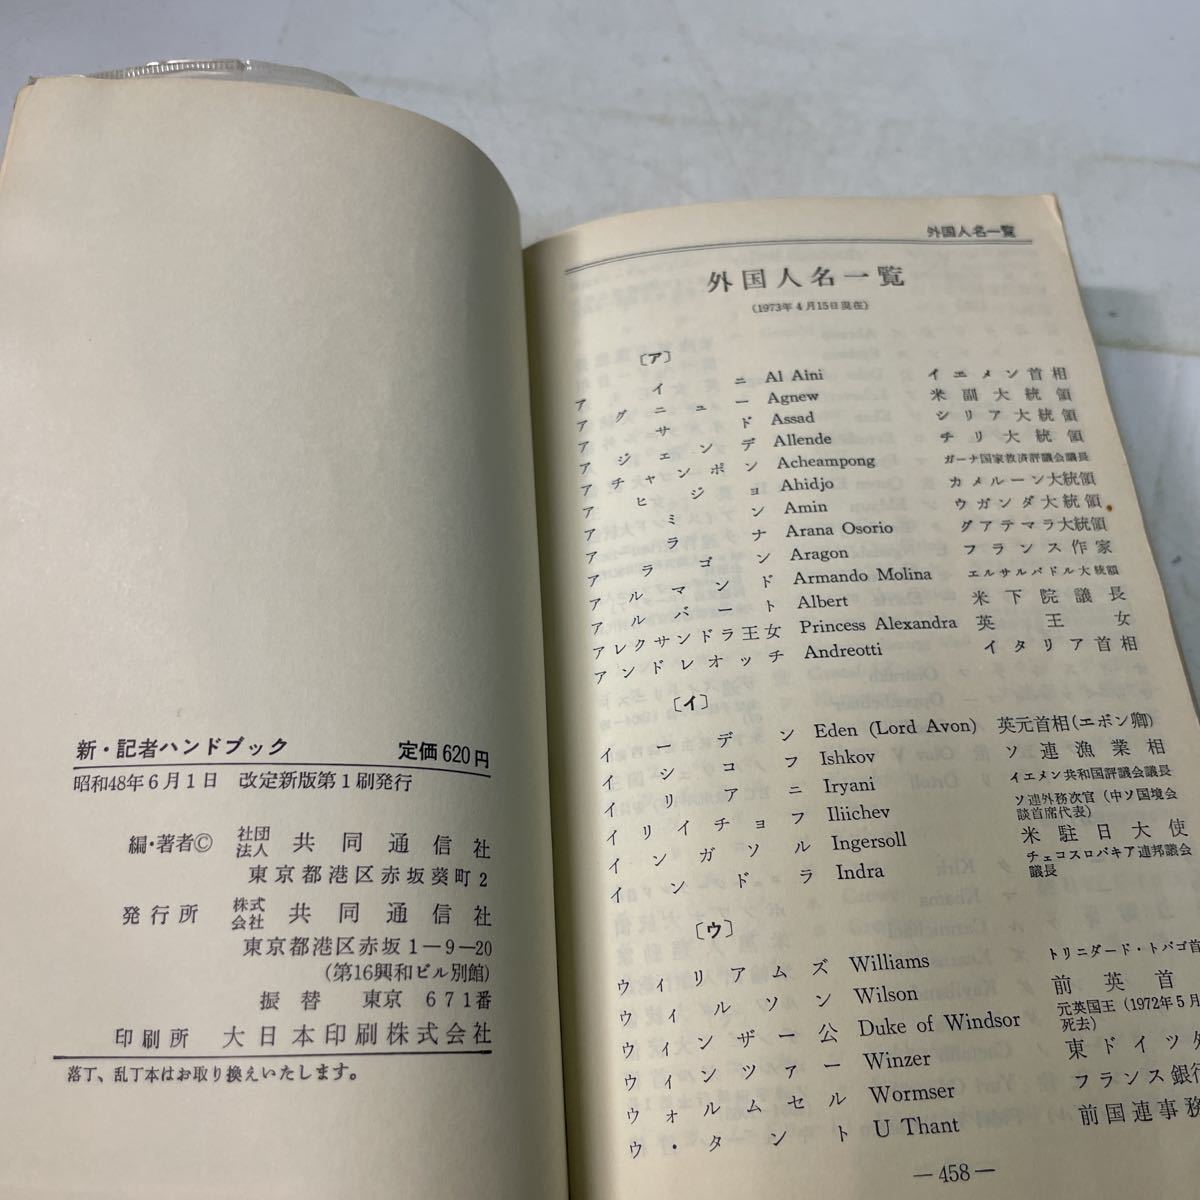 新・記者ハンドブック 定価620円
昭和48年6月1日 改定新版第1刷発行
編・著者© 社団法人 共同通信社
東京都港区赤坂葵町2
発行所 株式会社 共同通信社
東京都港区赤坂1－9－20
(第16興和ビル別館)
振替 東京 671番
印刷所 大日本印刷株式会社
落丁、乱丁本はお取り換えいたします。
外国人名一覧
外国人名一覧
(1973年4月15日現在)
〔ア〕
アイニ Al Aini イエメン首相
アグニュー Agnew 米副大統領
アサド Assad シリア大統領
アジェンデ Allende チリ大統領
アチャンポン Acheampong ガーナ国家救済評議会議長
アヒジョ Ahidjo カメルーン大統領
アミン Amin ウガンダ大統領
アラナ Arana Osorio グアテマラ大統領
アラゴン Aragon フランス作家
アルマンド Armando Molina エルサルバドル大統領
アルバート Albert 米下院議長
アレクサンドラ王女 Princess Alexandra 英王女
アンドレオッチ Andreotti イタリア首相
〔イ〕
イーデン Eden (Lord Avon) 英元首相(エボン卿)
イシコフ Ishkov ソ連漁業相
イリアニ Iryani イエメン共和国評議会議長
イリイチョフ Iliichev ソ連外務次官(中ソ国境会談首席代表)
インガソル Ingersoll 米駐日大使
インドラ Indra チェコスロバキア連邦議会議長
〔ウ〕
ウィリアムズ Williams トリニダード・トバゴ首
ウィルソン Wilson 前英首
ウィンザー公 Duke of Windsor 元英国王(1972年5月死去)
ウィンツァー Winzer 東ドイツ外
ウォルムセル Wormser フランス銀行
ウ・タント U Thant 前国連事務
—458—